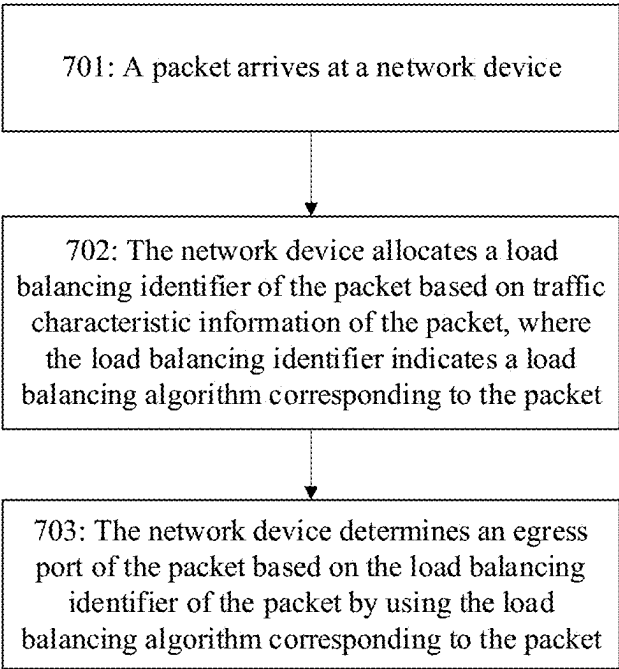 701: A packet arrives at a network device
702: The network device allocates a load
balancing identifier of the packet based on traffic
characteristic information of the packet, where
the load balancing identifier indicates a load
balancing algorithm corresponding to the packet
703: The network device determines an egress
port of the packet based on the load balancing
identifier of the packet by using the load
balancing algorithm corresponding to the packet